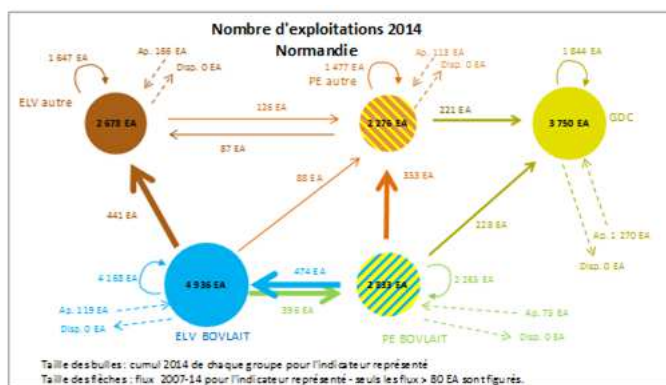 Nombre d'exploitations 2014
Normandie
1 647 EA
Ap. 166 EA
Disp. 0 EA
1 477 EA
PE autre
Ap. 113 EA
Disp. 0 EA
1 844 EA
ELV autre
2 678 EA
126 EA
87 EA
2 276 EA
221 EA
3 750 EA
GDC
88 EA
333 EA
441 EA
228 EA
Ap. 1 270 EA
Disp. 0 EA
4 168 EA
4 936 EA
474 EA
396 EA
2 833 EA
2 263 EA
Ap. 119 EA
Disp. 0 EA
ELV BOVLAIT
PE BOVLAIT
Ap. 73 EA
Disp. 0 EA
Taille des bulles : cumul 2014 de chaque groupe pour l'indicateur représenté
Taille des flèches : flux 2007-14 pour l'indicateur représenté - seuls les flux > 80 EA sont figurés.